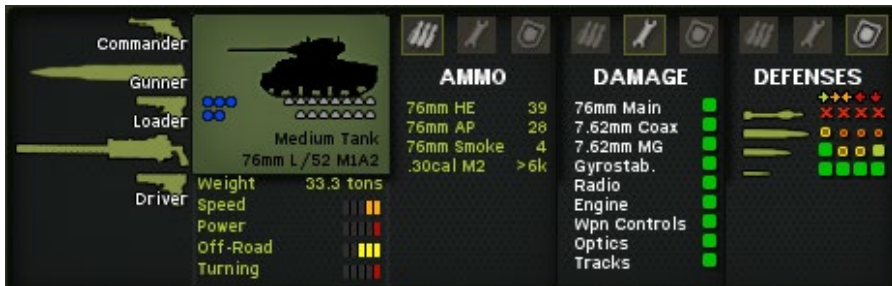 Commander
Gunner
Loader
Driver
Medium Tank
76mm L/52 M1A2
Weight 33.3 tons
Speed
Power
Off-Road
Turning
AMMO
76mm HE 39
76mm AP 28
76mm Smoke 4
.30cal M2 >6k
DAMAGE
76mm Main
7.62mm Coax
7.62mm MG
Gyrostab.
Radio
Engine
Wpn Controls
Optics
Tracks
DEFENSES